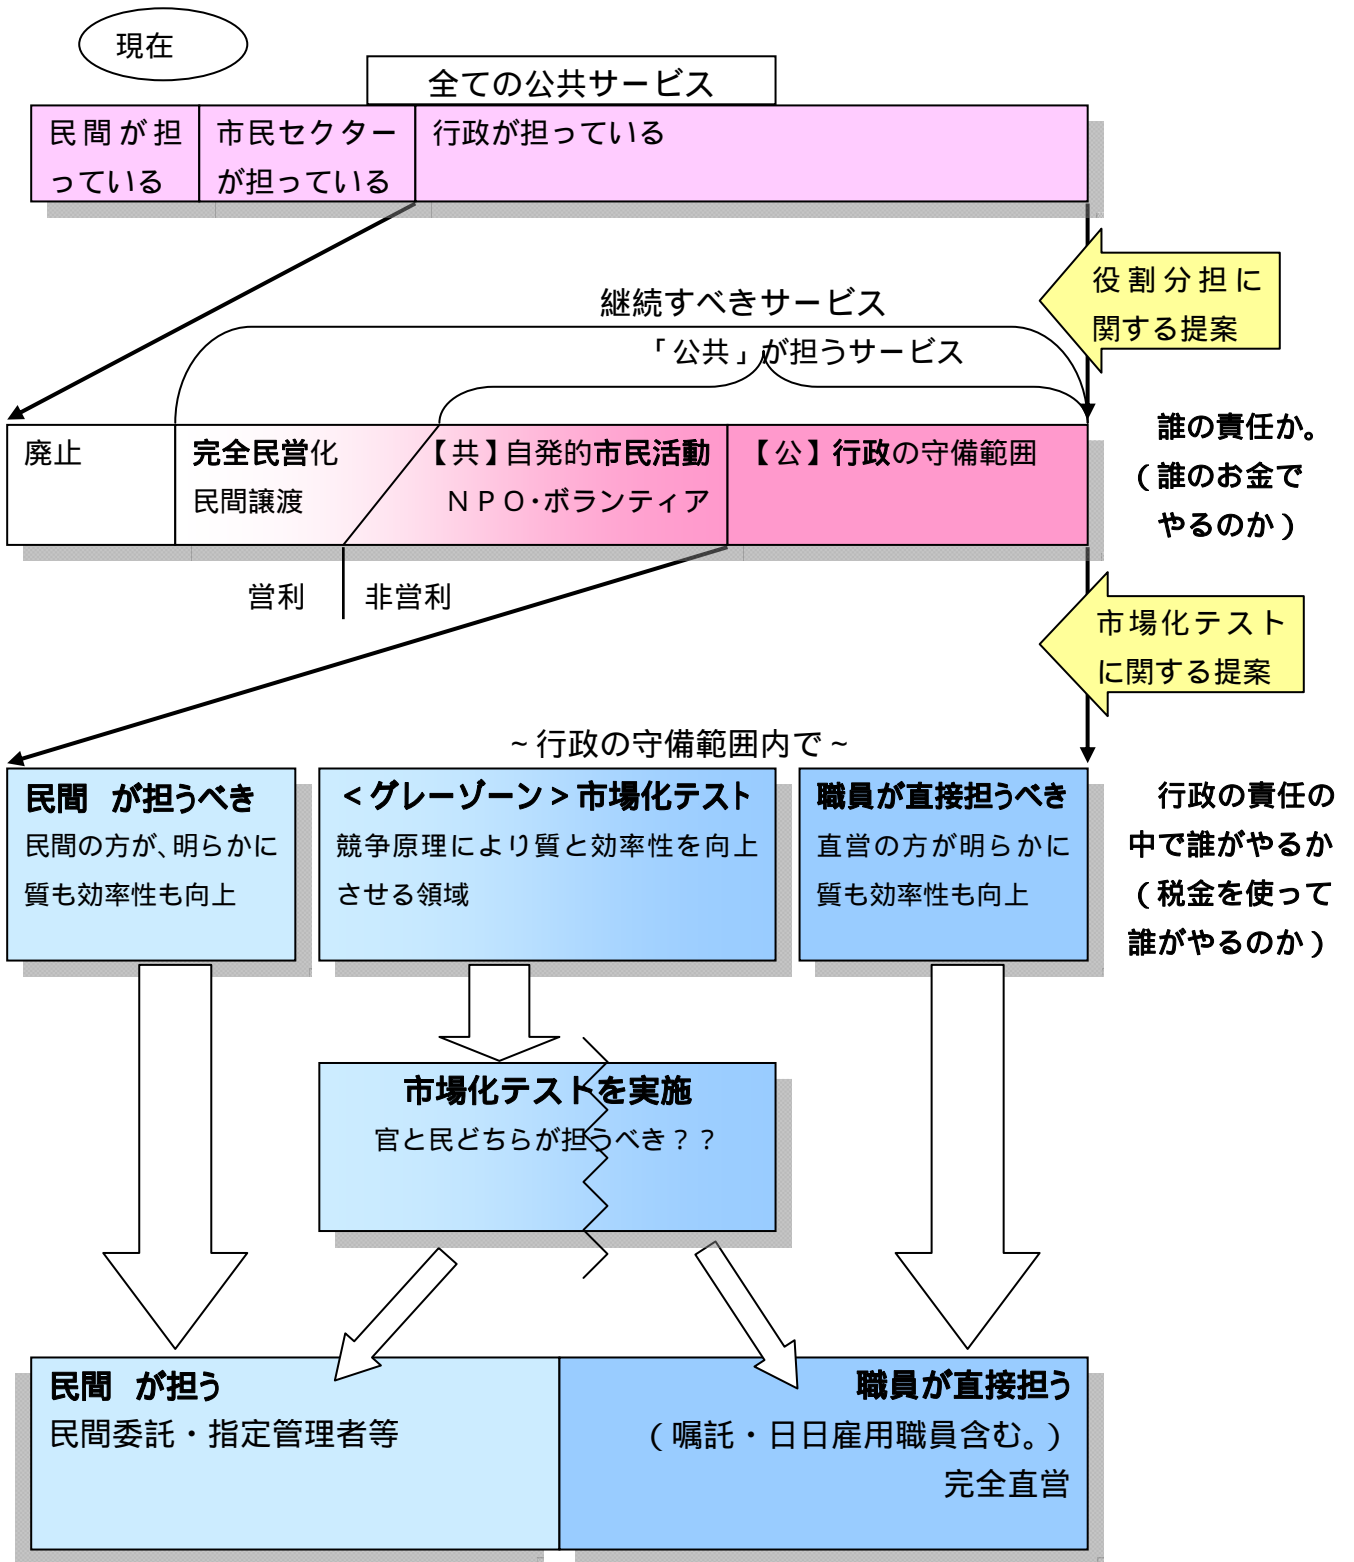 現在
全ての公共サービス
民間が担
っている
市民セクター
が担っている
行政が担っている
役割分担に
関する提案
継続すべきサービス
「公共」が担うサービス
誰の責任か。
（誰のお金で
やるのか）
廃止
完全民営化
民間譲渡
【共】自発的市民活動
ＮＰＯ・ボランティア
【公】行政の守備範囲
営利
非営利
市場化テスト
に関する提案
～行政の守備範囲内で～
民間　が担うべき
民間の方が、明らかに
質も効率性も向上
＜グレーゾーン＞市場化テスト
競争原理により質と効率性を向上
させる領域
職員が直接担うべき
直営の方が明らかに
質も効率性も向上
行政の責任の
中で誰がやるか
（税金を使って
誰がやるのか）
市場化テストを実施
官と民どちらが担うべき？？
民間　が担う
民間委託・指定管理者等
職員が直接担う
（嘱託・日日雇用職員含む。）
完全直営